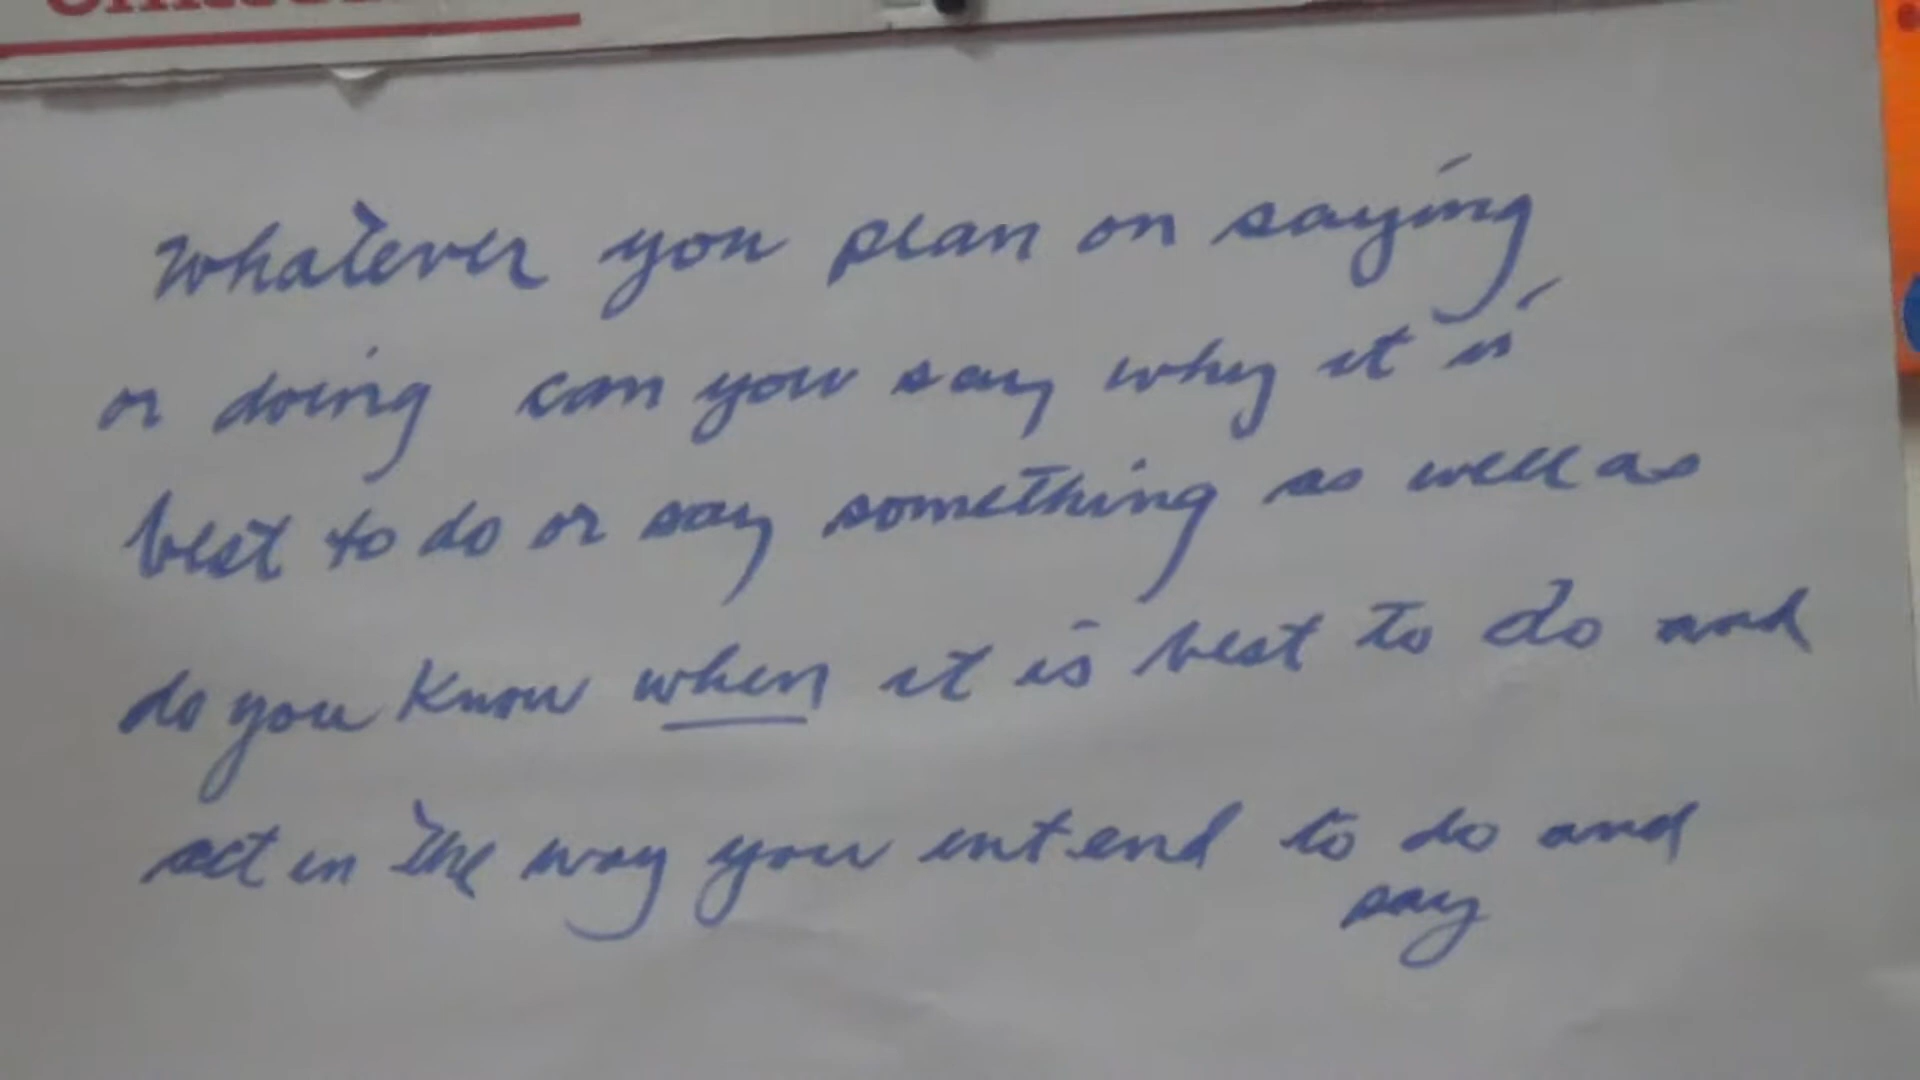 Whatever you plan on saying
or doing can you say why it is
best to do or say something as well as
do you know when it is best to do and
act in the way you intend to do and
say